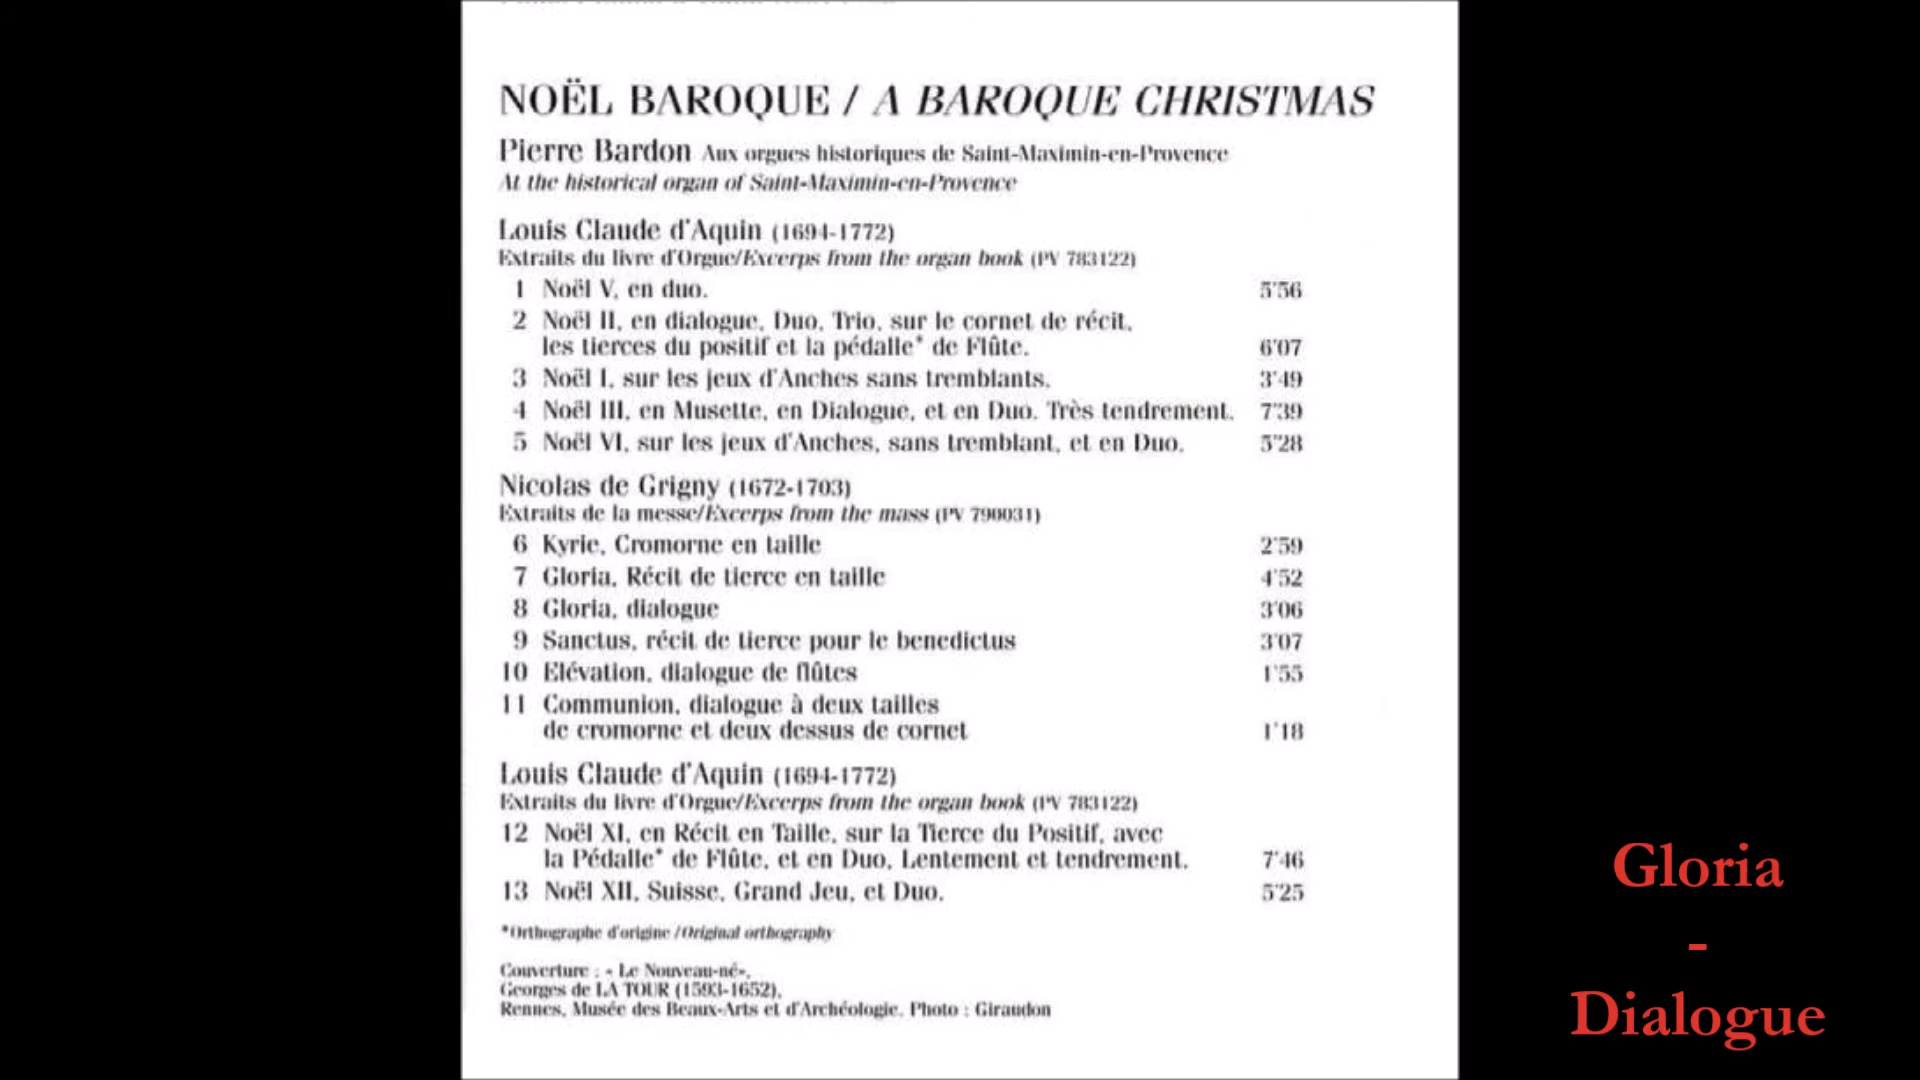 NOËL BAROQUE / A BAROQUE CHRISTMAS
Pierre Bardon Aux orgues historiques de Saint-Maximin-en-Provence
At the historical organ of Saint-Maximin-en-Provence
Louis Claude d'Aquin (1694-1772)
Extraits du livre d'Orgue/Excerps from the organ book (PV 783122)
1 Noël V, en duo. 5'56
2 Noël II, en dialogue, Duo, Trio, sur le cornet de récit,
les tierces du positif et la pédalle* de Flûte. 6'07
3 Noël I, sur les jeux d'Anches sans tremblants. 3'49
4 Noël III, en Musette, en Dialogue, et en Duo. Très tendrement. 7'39
5 Noël VI, sur les jeux d'Anches, sans tremblant, et en Duo. 5'28
Nicolas de Grigny (1672-1703)
Extraits de la messe/Excerps from the mass (PV 790031)
6 Kyrie, Cromorne en taille 2'59
7 Gloria, Récit de tierce en taille 4'52
8 Gloria, dialogue 3'06
9 Sanctus, récit de tierce pour le benedictus 3'07
10 Elévation, dialogue de flûtes 1'55
11 Communion, dialogue à deux tailles
de cromorne et deux dessus de cornet 1'18
Louis Claude d'Aquin (1694-1772)
Extraits du livre d'Orgue/Excerps from the organ book (PV 783122)
12 Noël XI, en Récit en Taille, sur la Tierce du Positif, avec
la Pédalle* de Flûte, et en Duo, Lentement et tendrement. 7'46
13 Noël XII, Suisse, Grand Jeu, et Duo. 5'25
*Orthographe d'origine / Original orthography
Couverture : « Le Nouveau-né»,
Georges de LA TOUR (1593-1652),
Rennes, Musée des Beaux-Arts et d'Archéologie. Photo : Giraudon
Gloria
-
Dialogue